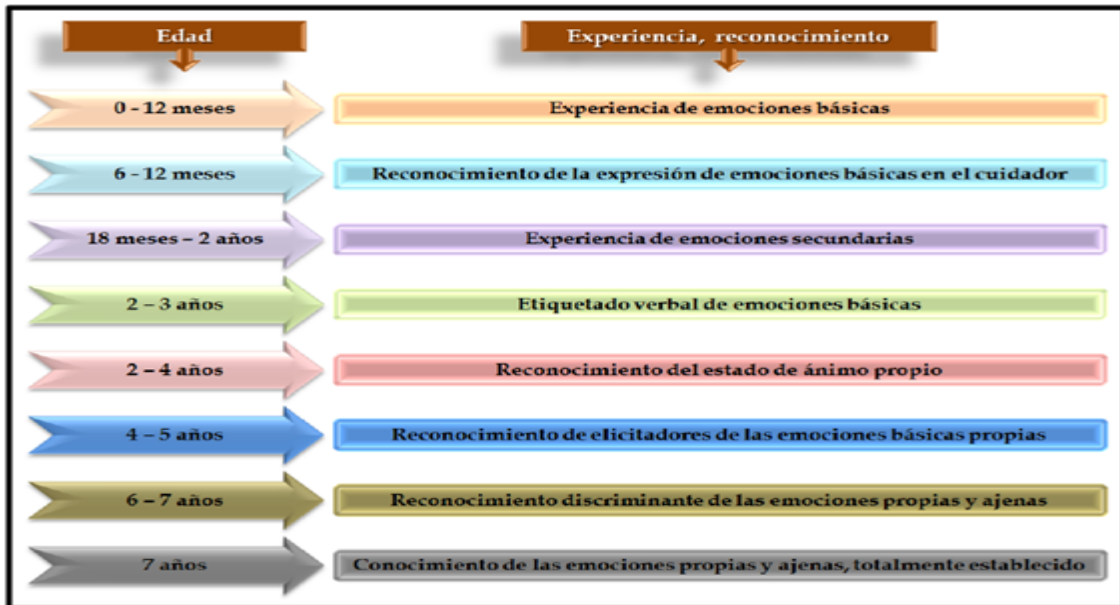 Edad
Experiencia, reconocimiento
0 - 12 meses
Experiencia de emociones básicas
6 - 12 meses
Reconocimiento de la expresión de emociones básicas en el cuidador
18 meses – 2 años
Experiencia de emociones secundarias
2 – 3 años
Etiquetado verbal de emociones básicas
2 – 4 años
Reconocimiento del estado de ánimo propio
4 – 5 años
Reconocimiento de elicitadores de las emociones básicas propias
6 – 7 años
Reconocimiento discriminante de las emociones propias y ajenas
7 años
Conocimiento de las emociones propias y ajenas, totalmente establecido